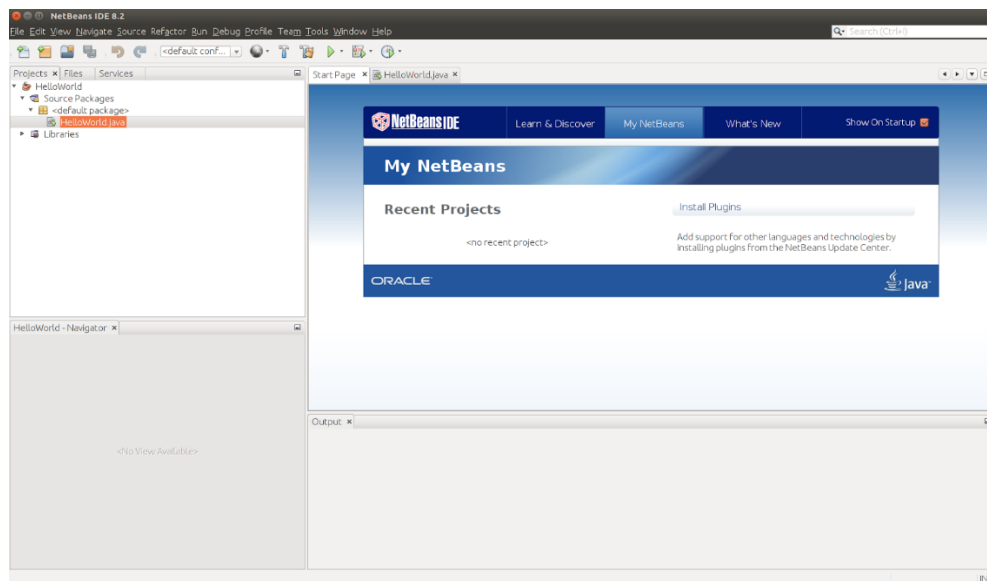 NetBeans IDE 8.2
File Edit View Navigate Source Refactor Run Debug Profile Team Tools Window Help
Search (Ctrl+I)
<default conf...
Projects Files Services
HelloWorld
Source Packages
<default package>
HelloWorld.java
Libraries
Start Page HelloWorld.java
NetBeans IDE
Learn & Discover
My NetBeans
What's New
Show On Startup
My NetBeans
Recent Projects
<no recent project>
Install Plugins
Add support for other languages and technologies by
installing plugins from the NetBeans Update Center.
ORACLE
Java
HelloWorld - Navigator
<No View Available>
Output